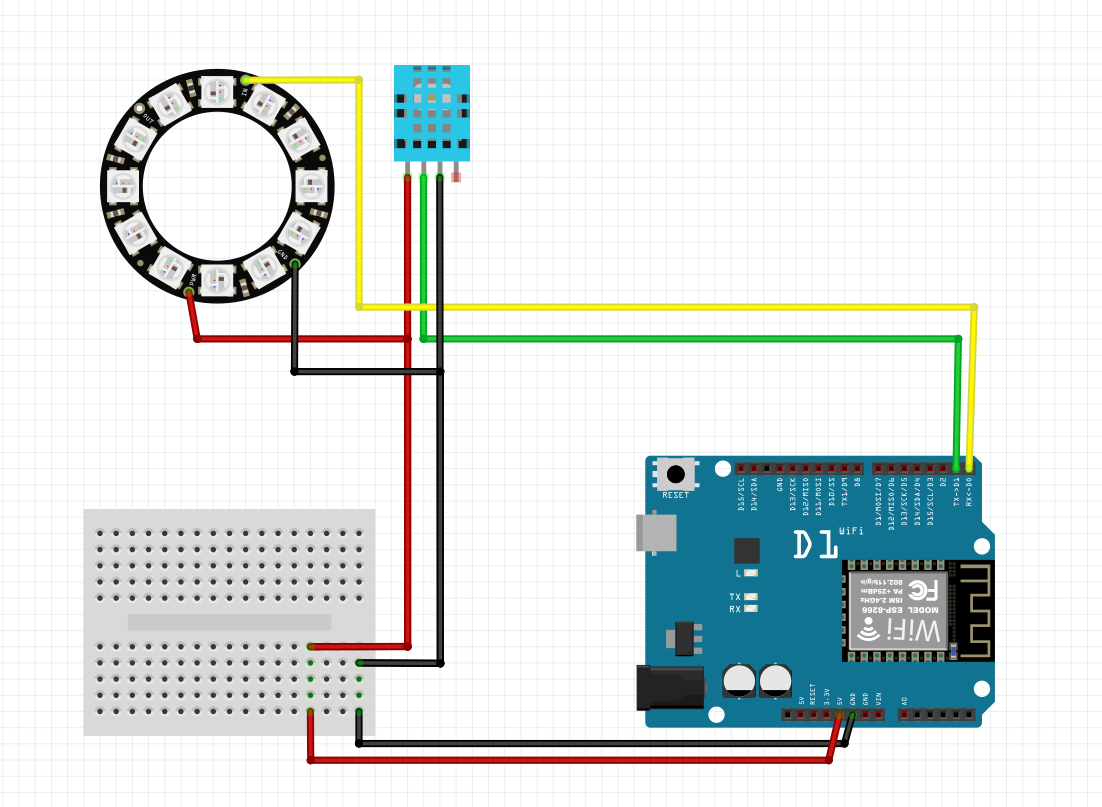 IN
OUT
GND
PWR
RESET
D15/SCL
D14/SDA
GND
D13/SCK
D12/MISO
D11/MOSI
D10/SS
TX1/D9
D8
D1/MOSI/D7
D12/MISO/D6
D13/SCK/D5
D14/SDA/D4
D15/SCL/D3
D2
TX->D1
RX<-D0
D1
WiFi
L
TX
RX
MODEL ESP-8266
ISM 2.4GHz
PA +25dBm
802.11b/g/n
FC
WiFi
5V
RESET
3.3V
5V
GND
GND
VIN
A0